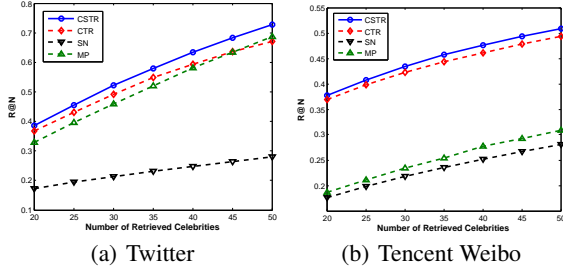 0.8
0.7
0.6
0.5
0.4
0.3
0.2
0.1
R@N
CSTR
CTR
SN
MP
20 25 30 35 40 45 50
Number of Retrieved Celebrities
(a) Twitter
0.55
0.5
0.45
0.4
0.35
0.3
0.25
0.2
R@N
CSTR
CTR
SN
MP
20 25 30 35 40 45 50
Number of Retrieved Celebrities
(b) Tencent Weibo